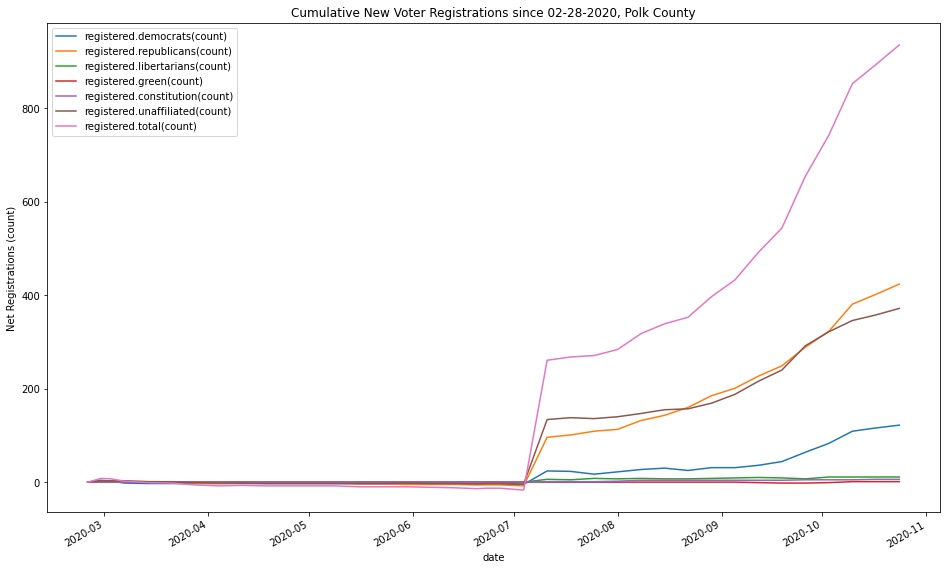 Cumulative New Voter Registrations since 02-28-2020, Polk County
registered.democrats(count)
registered.republicans(count)
registered.libertarians(count)
registered.green(count)
registered.constitution(count)
registered.unaffiliated(count)
registered.total(count)
Net Registrations (count)
800
600
400
200
0
2020-03
2020-04
2020-05
2020-06
2020-07
2020-08
2020-09
2020-10
2020-11
date